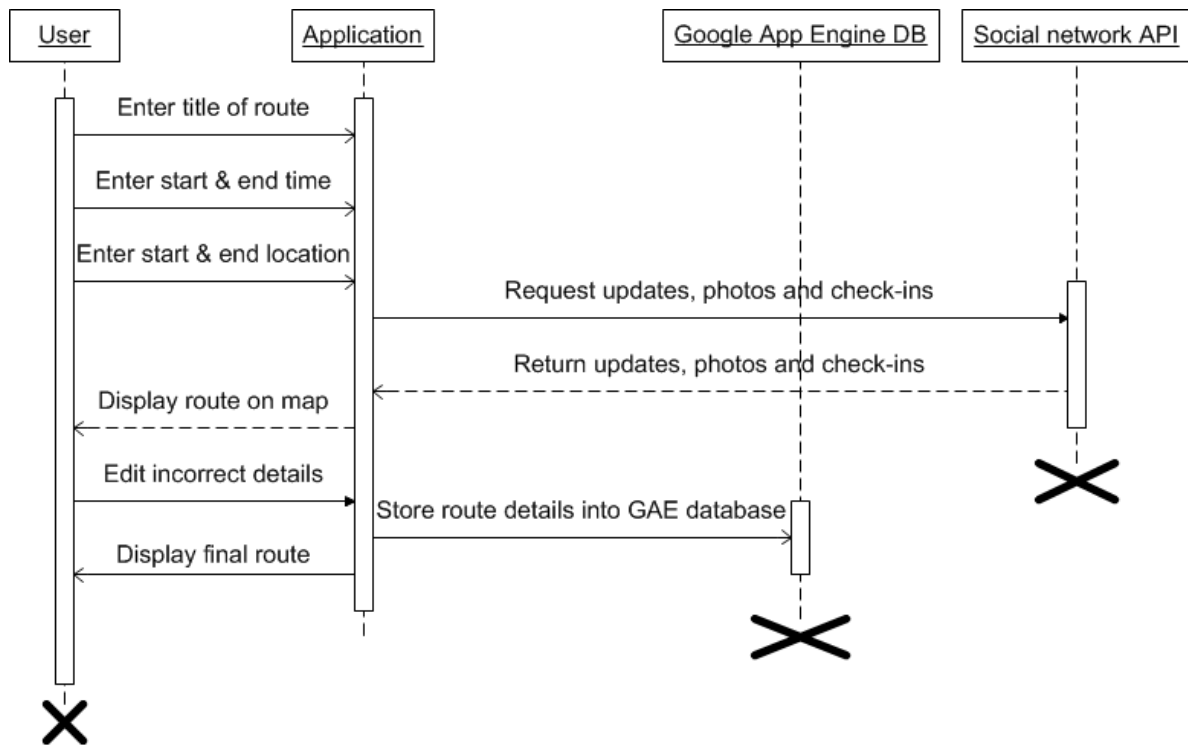 User
Application
Google App Engine DB
Social network API
Enter title of route
Enter start & end time
Enter start & end location
Request updates, photos and check-ins
Return updates, photos and check-ins
Display route on map
Edit incorrect details
Store route details into GAE database
Display final route